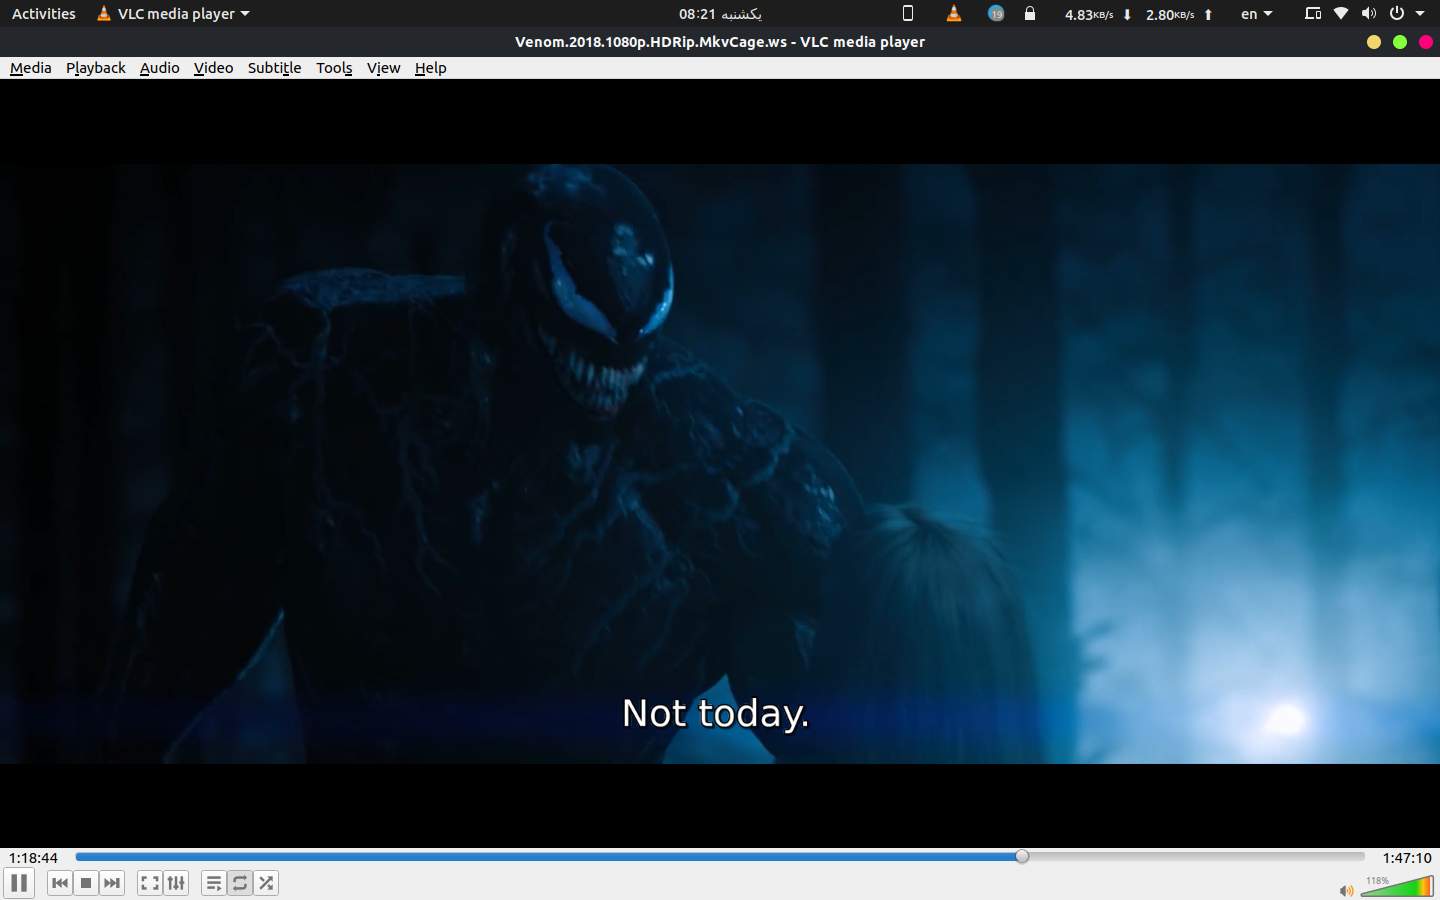 Activities VLC media player یکشنبه 08:21 19 4.83KB/s 2.80KB/s en
Venom.2018.1080p.HDRip.MkvCage.ws - VLC media player
Media Playback Audio Video Subtitle Tools View Help
Not today.
1:18:44 1:47:10
118%